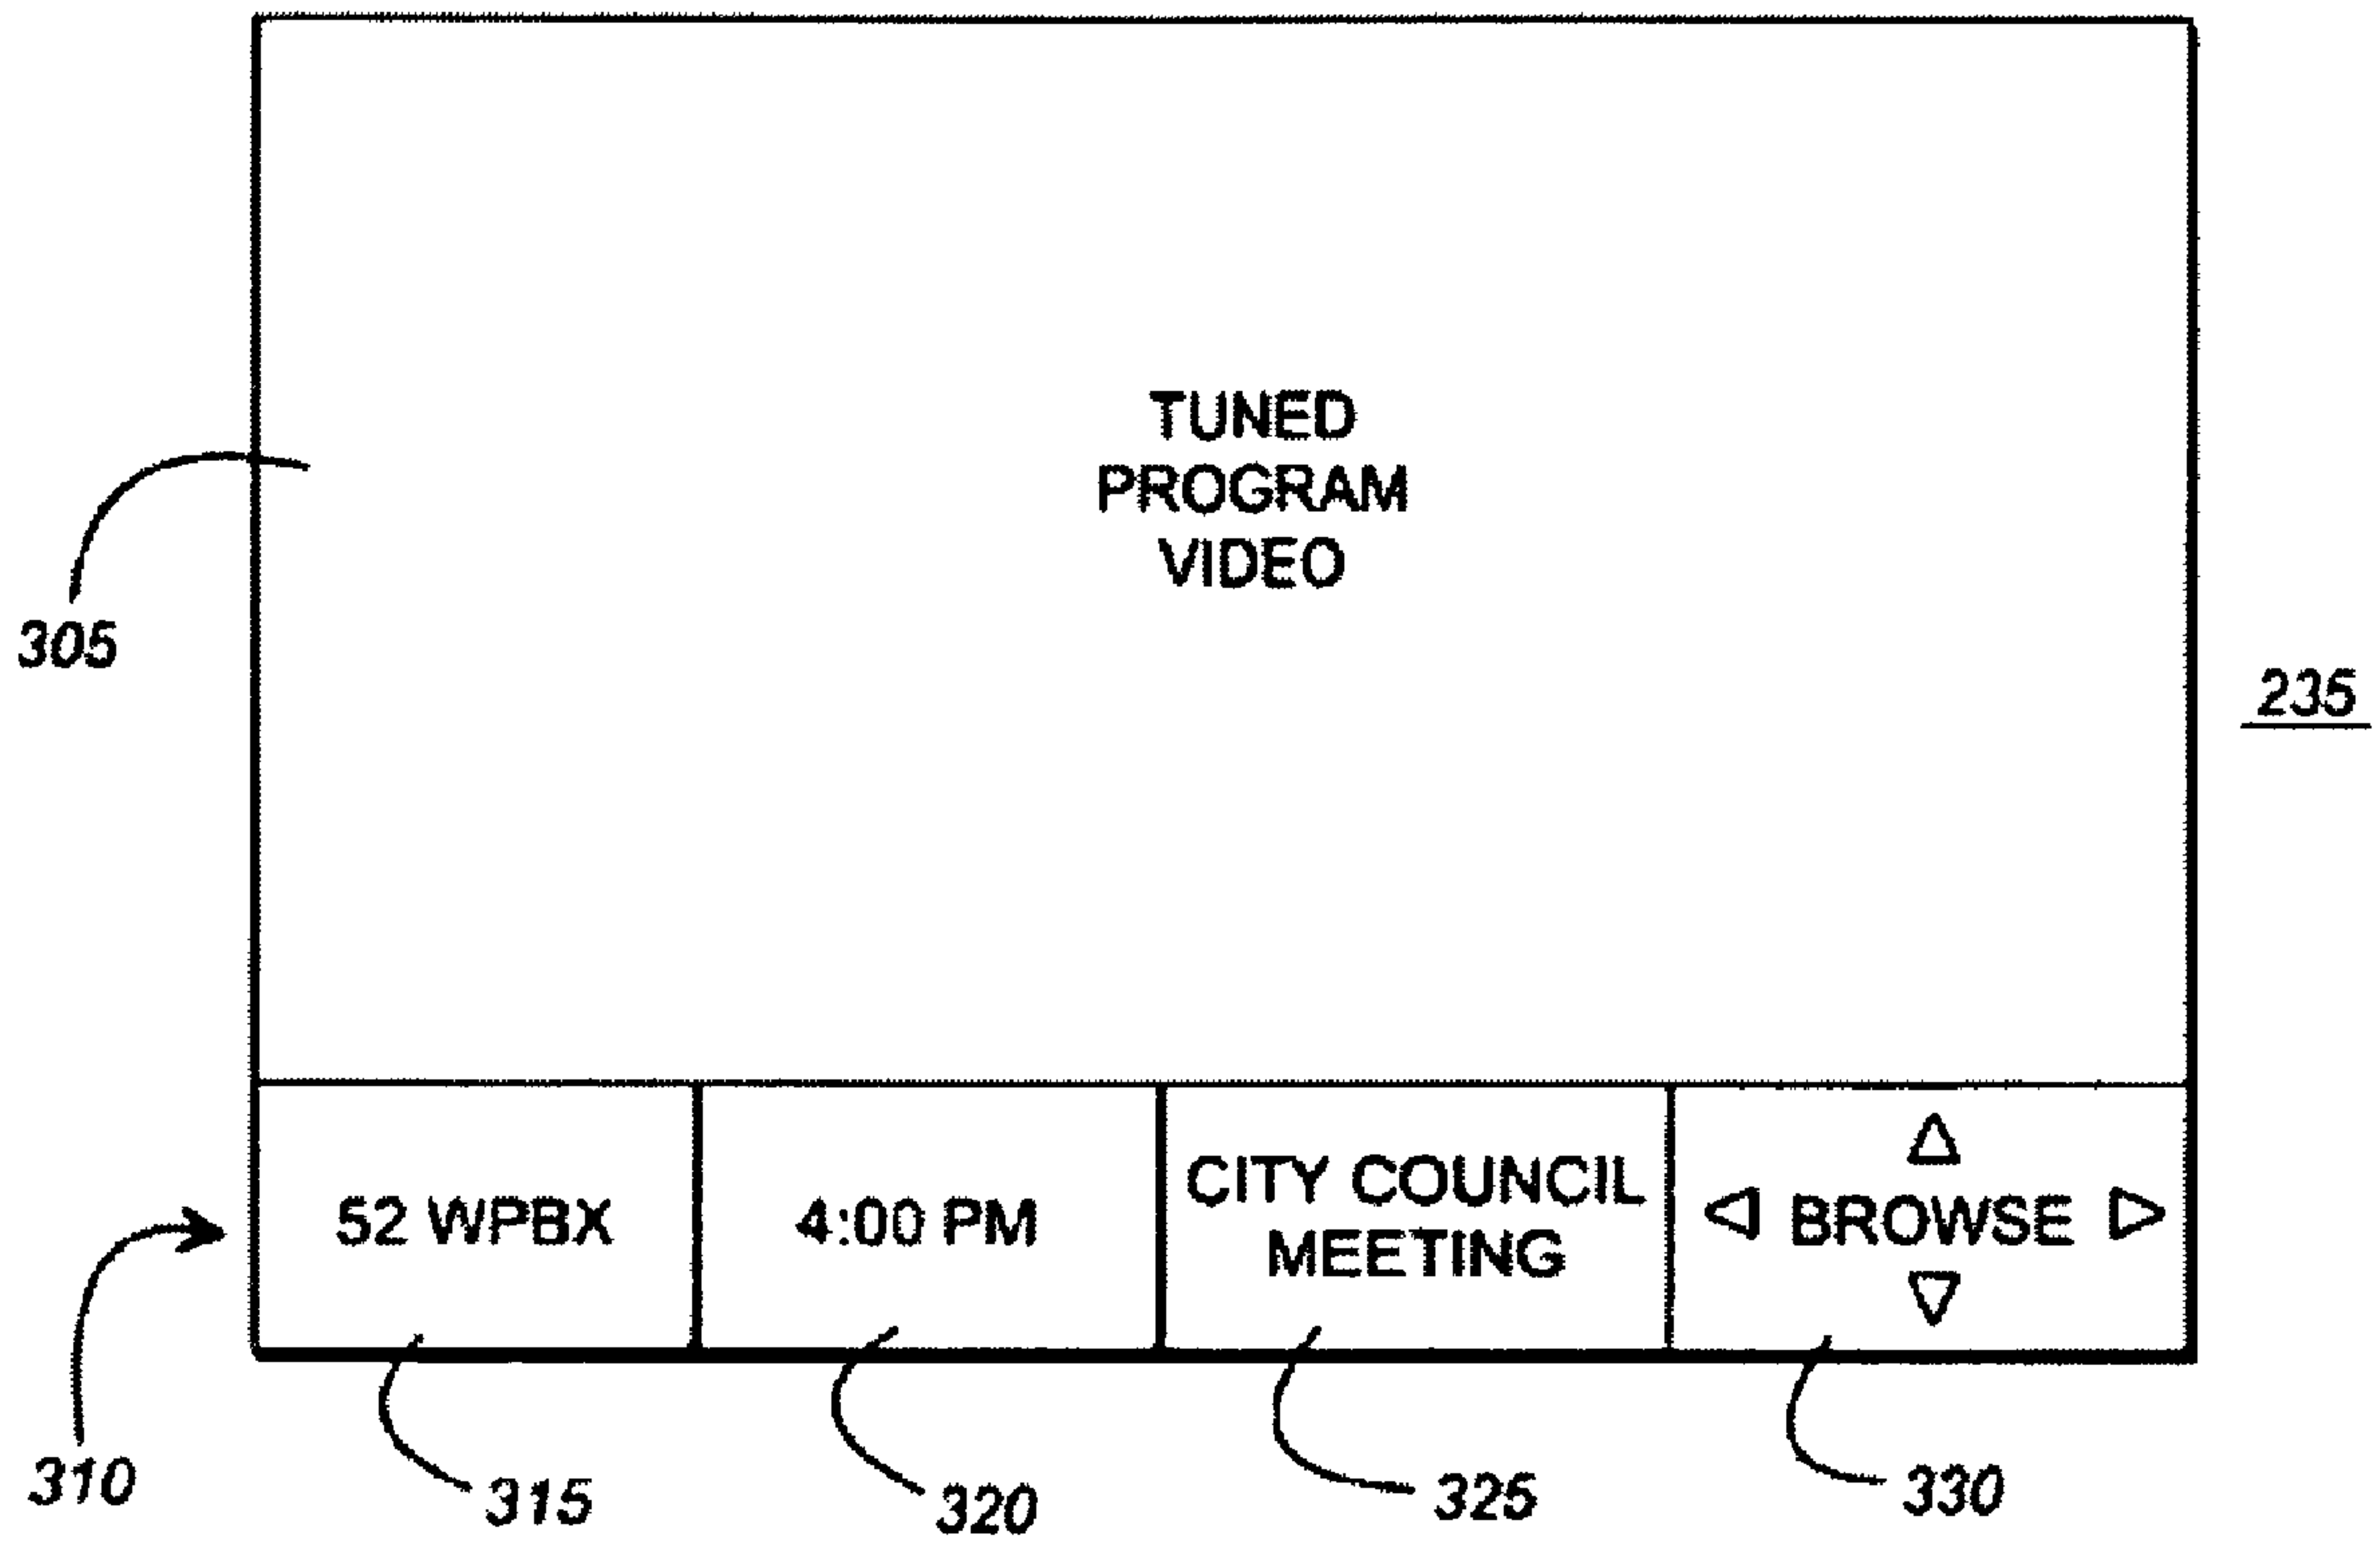 TUNED
PROGRAM
VIDEO
305
235
52 WPBX
4:00 PM
CITY COUNCIL
MEETING
BROWSE
310
315
320
325
330